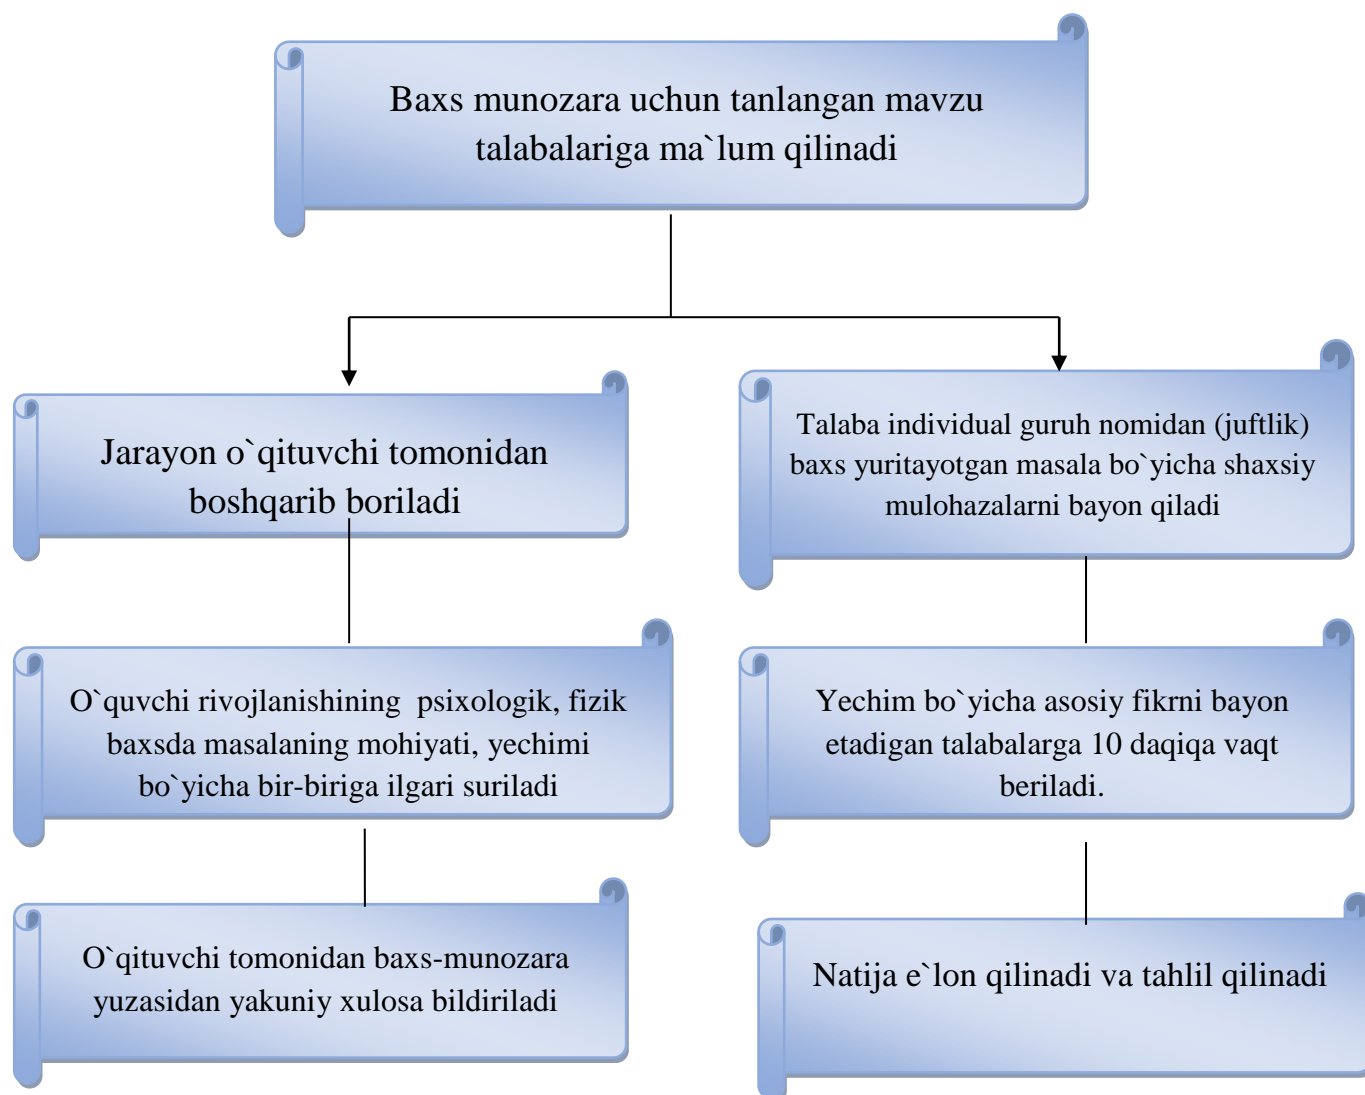 Baxs munozara uchun tanlangan mavzu
talabalariga ma`lum qilinadi
Jarayon o`qituvchi tomonidan
boshqarib boriladi
Talaba individual guruh nomidan (juftlik)
baxs yuritayotgan masala bo`yicha shaxsiy
mulohazalarni bayon qiladi
O`quvchi rivojlanishining  psixologik, fizik
baxsda masalaning mohiyati, yechimi
bo`yicha bir-biriga ilgari suriladi
Yechim bo`yicha asosiy fikrni bayon
etadigan talabalarga 10 daqiqa vaqt
beriladi.
O`qituvchi tomonidan baxs-munozara
yuzasidan yakuniy xulosa bildiriladi
Natija e`lon qilinadi va tahlil qilinadi